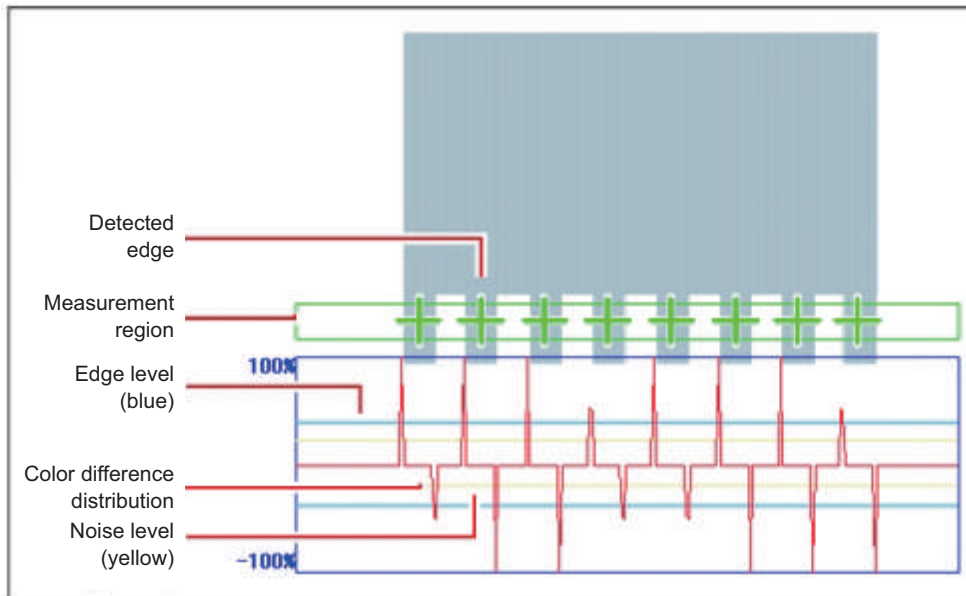 Detected
edge
Measurement
region
100%
Edge level
(blue)
Color difference
distribution
Noise level
(yellow)
-100%